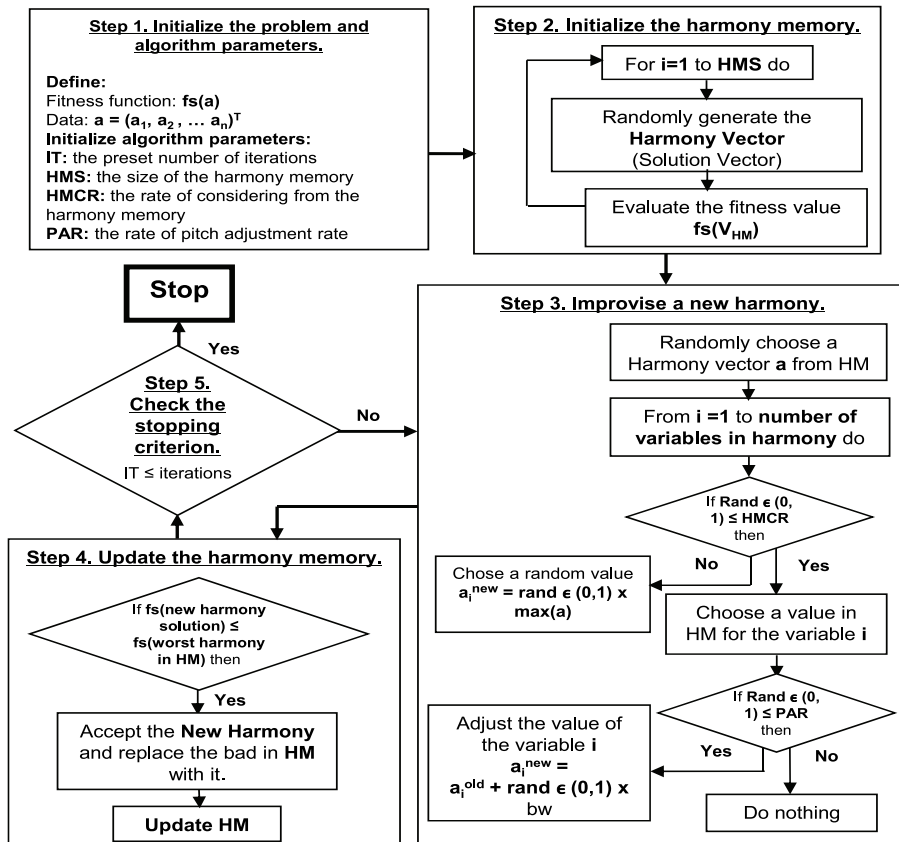 Step 1. Initialize the problem and
algorithm parameters.
Define:
Fitness function: fs(a)
Data: a = (a₁, a₂ , … aₙ)ᵀ
Initialize algorithm parameters:
IT: the preset number of iterations
HMS: the size of the harmony memory
HMCR: the rate of considering from the
harmony memory
PAR: the rate of pitch adjustment rate
Step 2. Initialize the harmony memory.
For i=1 to HMS do
Randomly generate the
Harmony Vector
(Solution Vector)
Evaluate the fitness value
fs(V_HM)
Step 3. Improvise a new harmony.
Randomly choose a
Harmony vector a from HM
From i =1 to number of
variables in harmony do
If Rand ϵ (0,
1) ≤ HMCR
then
No
Yes
Chose a random value
aᵢⁿᵉʷ = rand ϵ (0,1) x
max(a)
Choose a value in
HM for the variable i
If Rand ϵ (0,
1) ≤ PAR
then
Yes
No
Adjust the value of
the variable i
aᵢⁿᵉʷ =
aᵢᵒˡᵈ + rand ϵ (0,1) x
bw
Do nothing
Step 4. Update the harmony memory.
If fs(new harmony
solution) ≤
fs(worst harmony
in HM) then
Yes
Accept the New Harmony
and replace the bad in HM
with it.
Update HM
Step 5.
Check the
stopping
criterion.
IT ≤ iterations
No
Yes
Stop